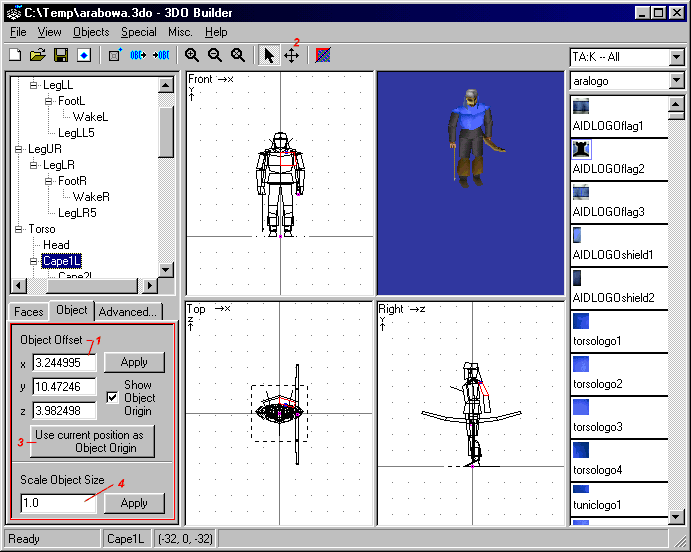 C:\Temp\arabowa.3do - 3DO Builder
File View Objects Special Misc. Help
OBJ OBJ
2
TA:K -- All
aralogo
LegLL
FootL
WakeL
LegLL5
LegUR
LegLR
FootR
WakeR
LegLR5
Torso
Head
Cape1L
Cape2L
Front →x
Y
Top →x
z
Right →z
Y
AIDLOGOflag1
AIDLOGOflag2
AIDLOGOflag3
AIDLOGOshield1
AIDLOGOshield2
torsologo1
torsologo2
torsologo3
torsologo4
tuniclogo1
Faces Object Advanced...
Object Offset 1
x 3.244995 Apply
y 10.47246
z 3.982498
Show Object Origin
3 Use current position as Object Origin
Scale Object Size 4
1.0 Apply
Ready Cape1L (-32, 0, -32)